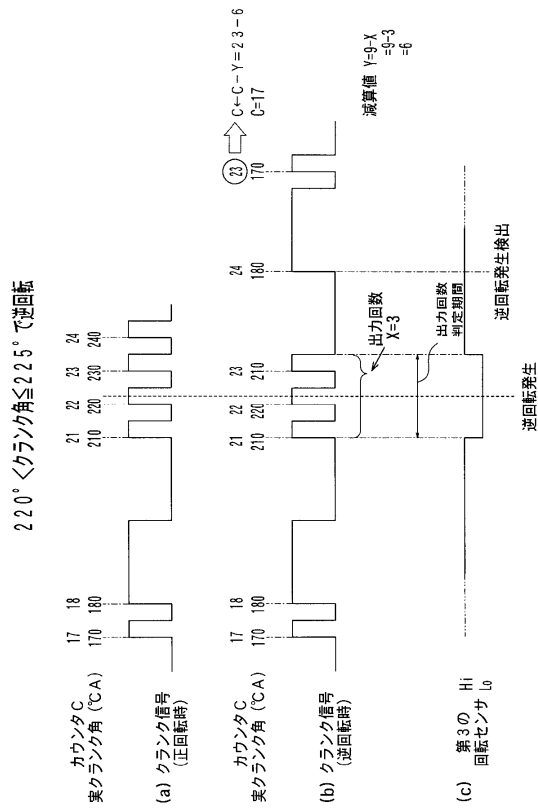 220°＜クランク角≦225°で逆回転
カウンタC 17 18 21 22 23 24
実クランク角(°CA) 170 180 210 220 230 240
(a) クランク信号
(正回転時)
カウンタC 17 18 21 22 23 24 23
実クランク角(°CA) 170 180 210 220 210 180 170
C←C－Y=23－6
C=17
(b) クランク信号
(逆回転時)
出力回数
X=3
減算値 Y=9-X
=9-3
=6
出力回数
判定期間
(c) 第3の
回転センサ
Hi
Lo
逆回転発生
逆回転発生検出